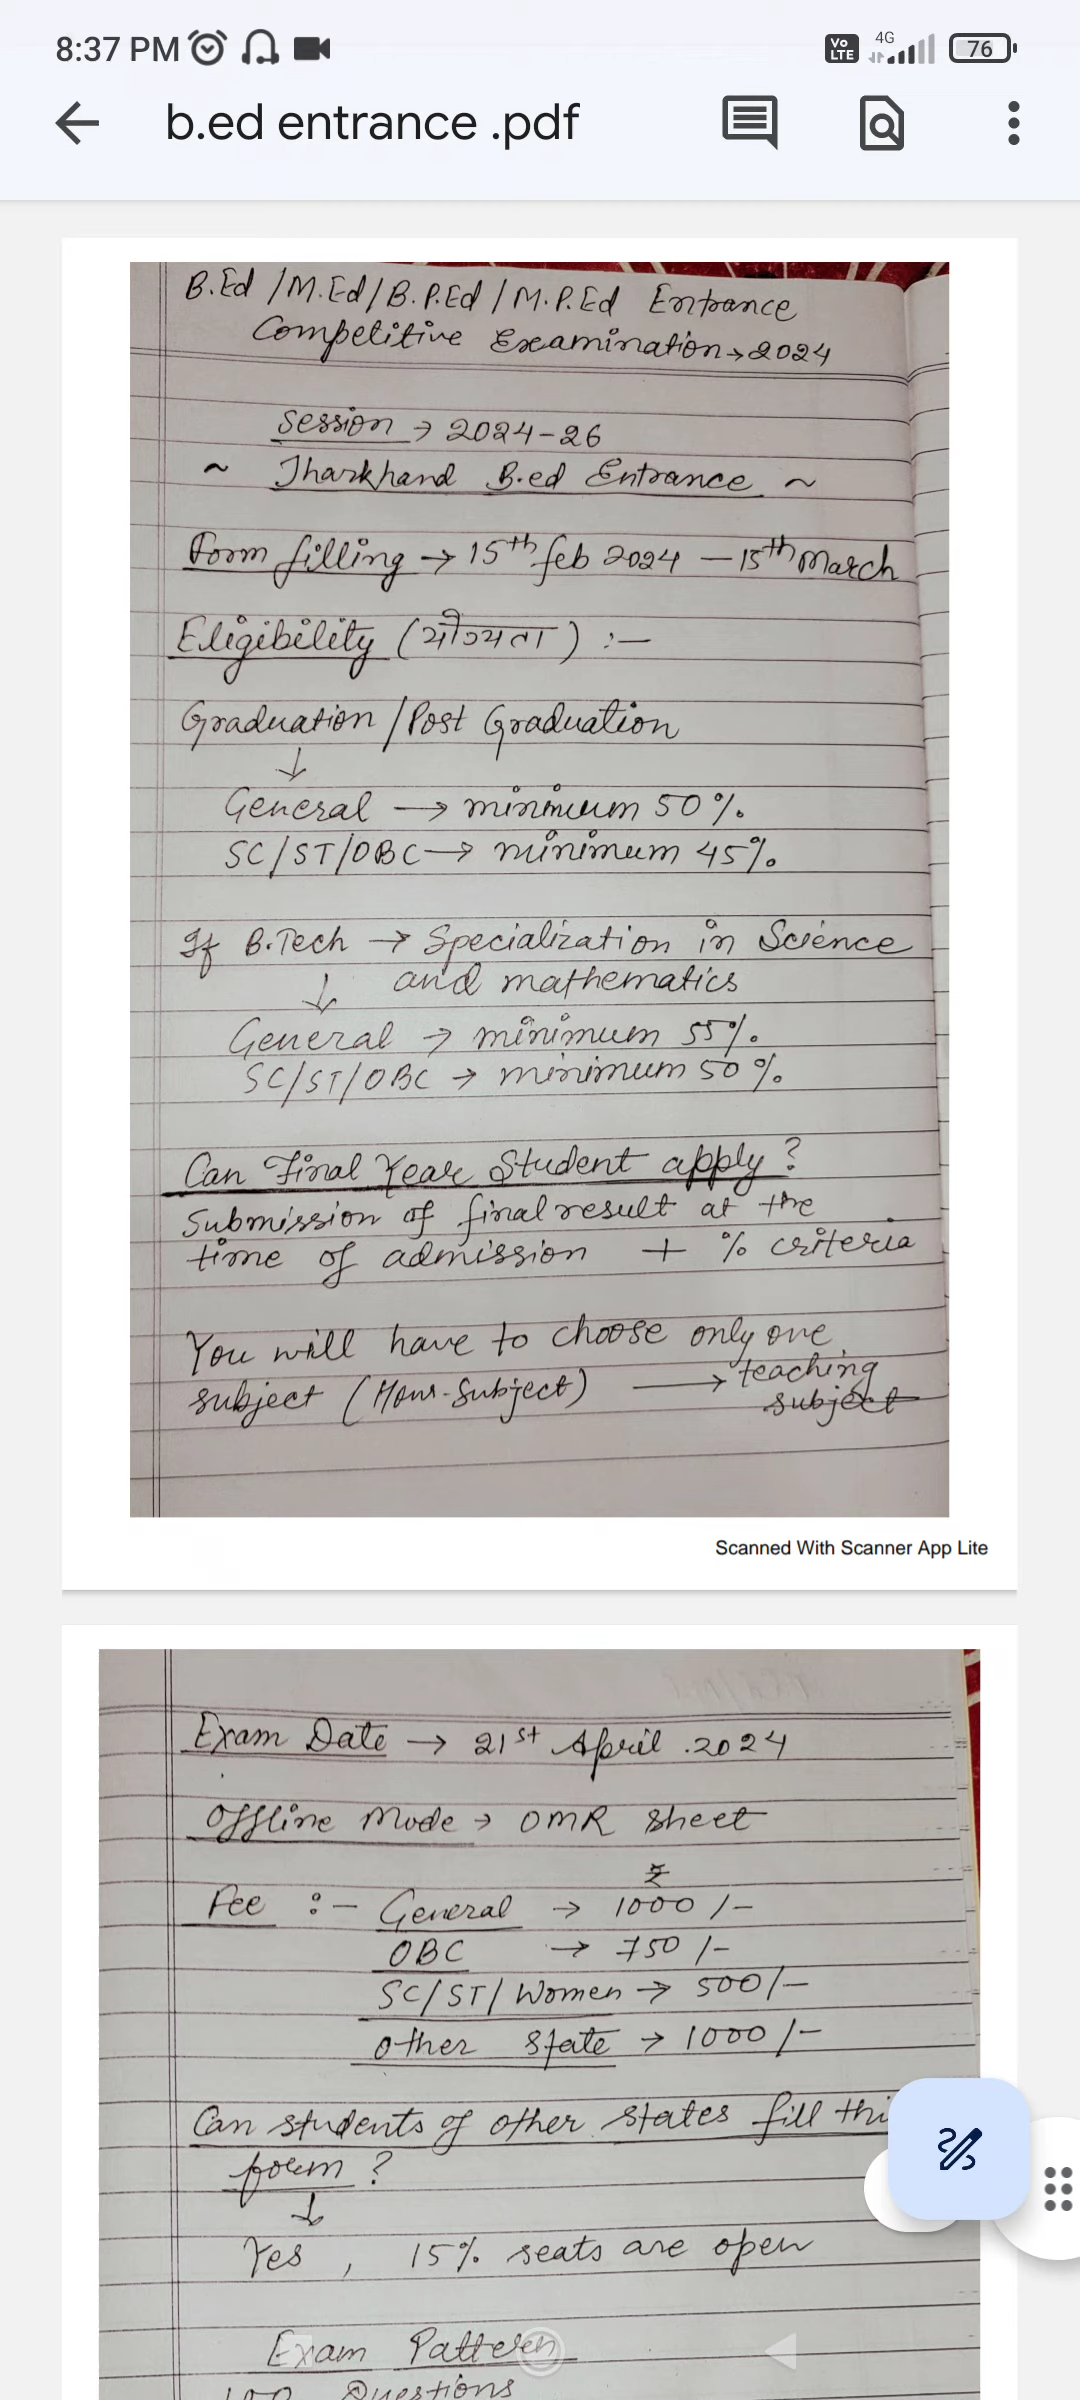 8:37 PM
Vo LTE 4G 76
b.ed entrance .pdf
B.Ed /M.Ed/B.P.Ed /M.P.Ed Entrance
Competitive Examination → 2024
Session → 2024-26
~ Jharkhand B.ed Entrance ~
Form filling → 15th feb 2024 — 15th March
Eligibility (योग्यता) :—
Graduation /Post Graduation
↓
General → minimum 50%.
SC/ST/OBC → minimum 45%.
If B.Tech → Specialization in Science
↓ and mathematics
General → minimum 55%.
SC/ST/OBC → minimum 50%.
Can Final Year Student apply?
Submission of final result at the
time of admission + % criteria
You will have to choose only one
subject (Hons-Subject) → teaching
subject
Scanned With Scanner App Lite
Exam Date → 21st April .2024
Offline Mode → OMR Sheet
₹
Fee :— General → 1000/-
OBC → 750/-
SC/ST/Women → 500/-
other state → 1000/-
Can students of other states fill thi
form ?
↓
Yes , 15%. seats are open
Exam Pattern
100 Questions